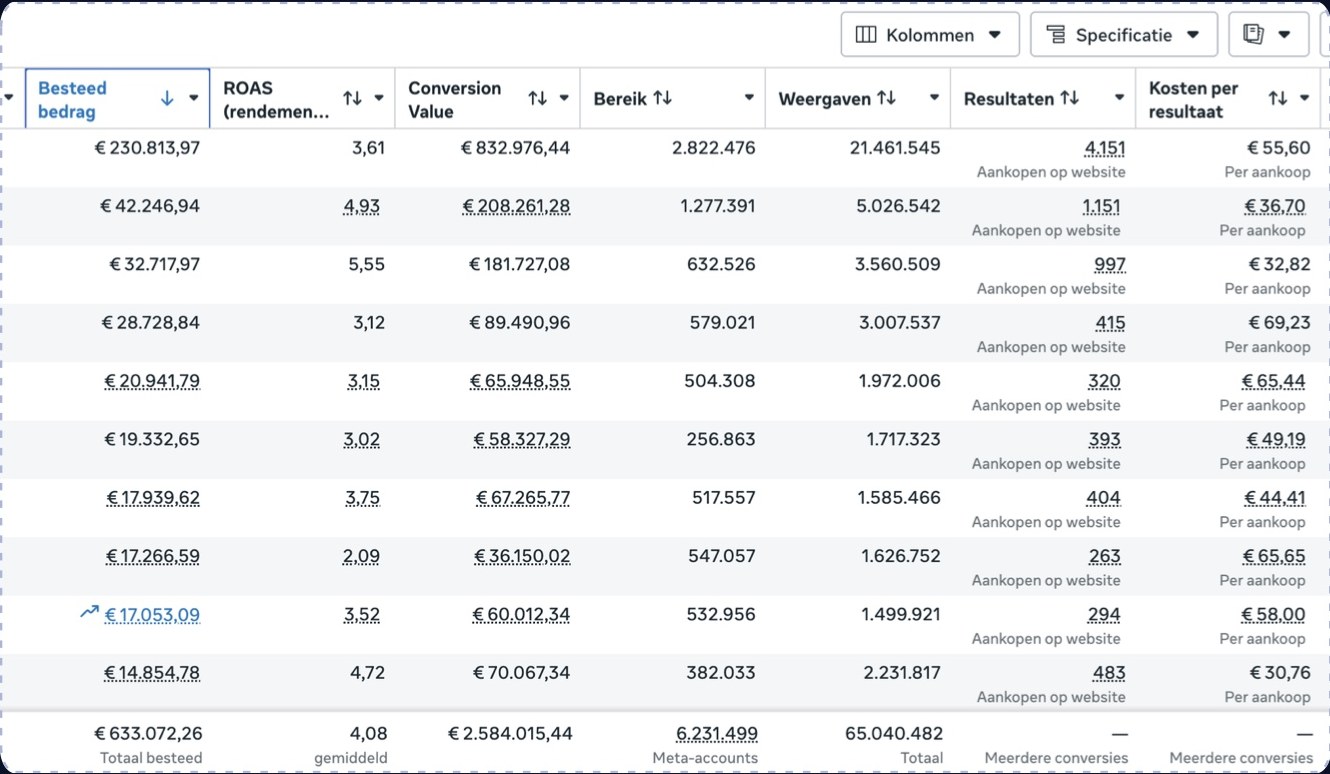 Kolommen Specificatie
Besteed bedrag ROAS (rendemen... Conversion Value Bereik Weergaven Resultaten Kosten per resultaat
€ 230.813,97 3,61 € 832.976,44 2.822.476 21.461.545 4.151 € 55,60
Aankopen op website Per aankoop
€ 42.246,94 4,93 € 208.261,28 1.277.391 5.026.542 1.151 € 36,70
Aankopen op website Per aankoop
€ 32.717,97 5,55 € 181.727,08 632.526 3.560.509 997 € 32,82
Aankopen op website Per aankoop
€ 28.728,84 3,12 € 89.490,96 579.021 3.007.537 415 € 69,23
Aankopen op website Per aankoop
€ 20.941,79 3,15 € 65.948,55 504.308 1.972.006 320 € 65,44
Aankopen op website Per aankoop
€ 19.332,65 3,02 € 58.327,29 256.863 1.717.323 393 € 49,19
Aankopen op website Per aankoop
€ 17.939,62 3,75 € 67.265,77 517.557 1.585.466 404 € 44,41
Aankopen op website Per aankoop
€ 17.266,59 2,09 € 36.150,02 547.057 1.626.752 263 € 65,65
Aankopen op website Per aankoop
€ 17.053,09 3,52 € 60.012,34 532.956 1.499.921 294 € 58,00
Aankopen op website Per aankoop
€ 14.854,78 4,72 € 70.067,34 382.033 2.231.817 483 € 30,76
Aankopen op website Per aankoop
€ 633.072,26 4,08 € 2.584.015,44 6.231.499 65.040.482 — —
Totaal besteed gemiddeld Meta-accounts Totaal Meerdere conversies Meerdere conversies